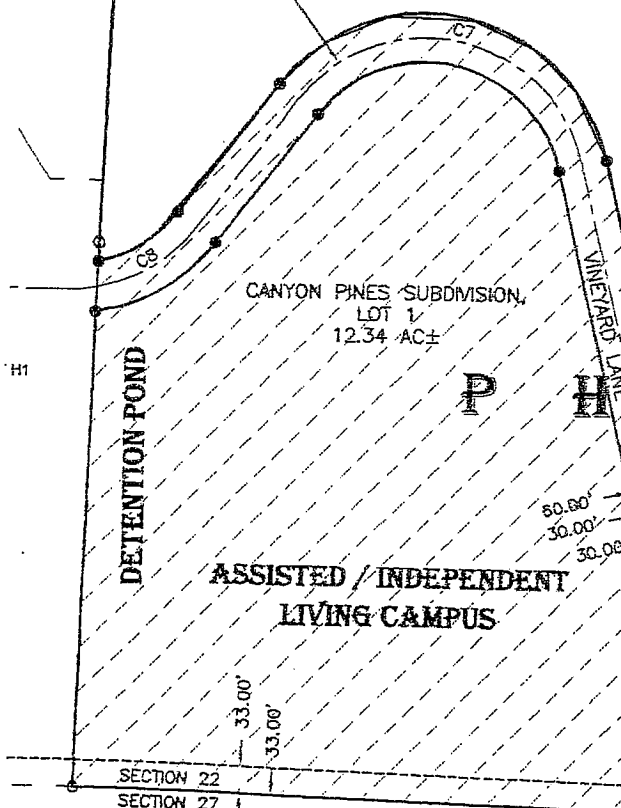 C7
C8
CANYON PINES SUBDIVISION,
LOT 1
12.34 AC±
VINEYARD LANE
H1
P H
DETENTION POND
60.00'
30.00'
30.00
ASSISTED / INDEPENDENT
LIVING CAMPUS
33.00'
33.00'
SECTION 22
SECTION 27